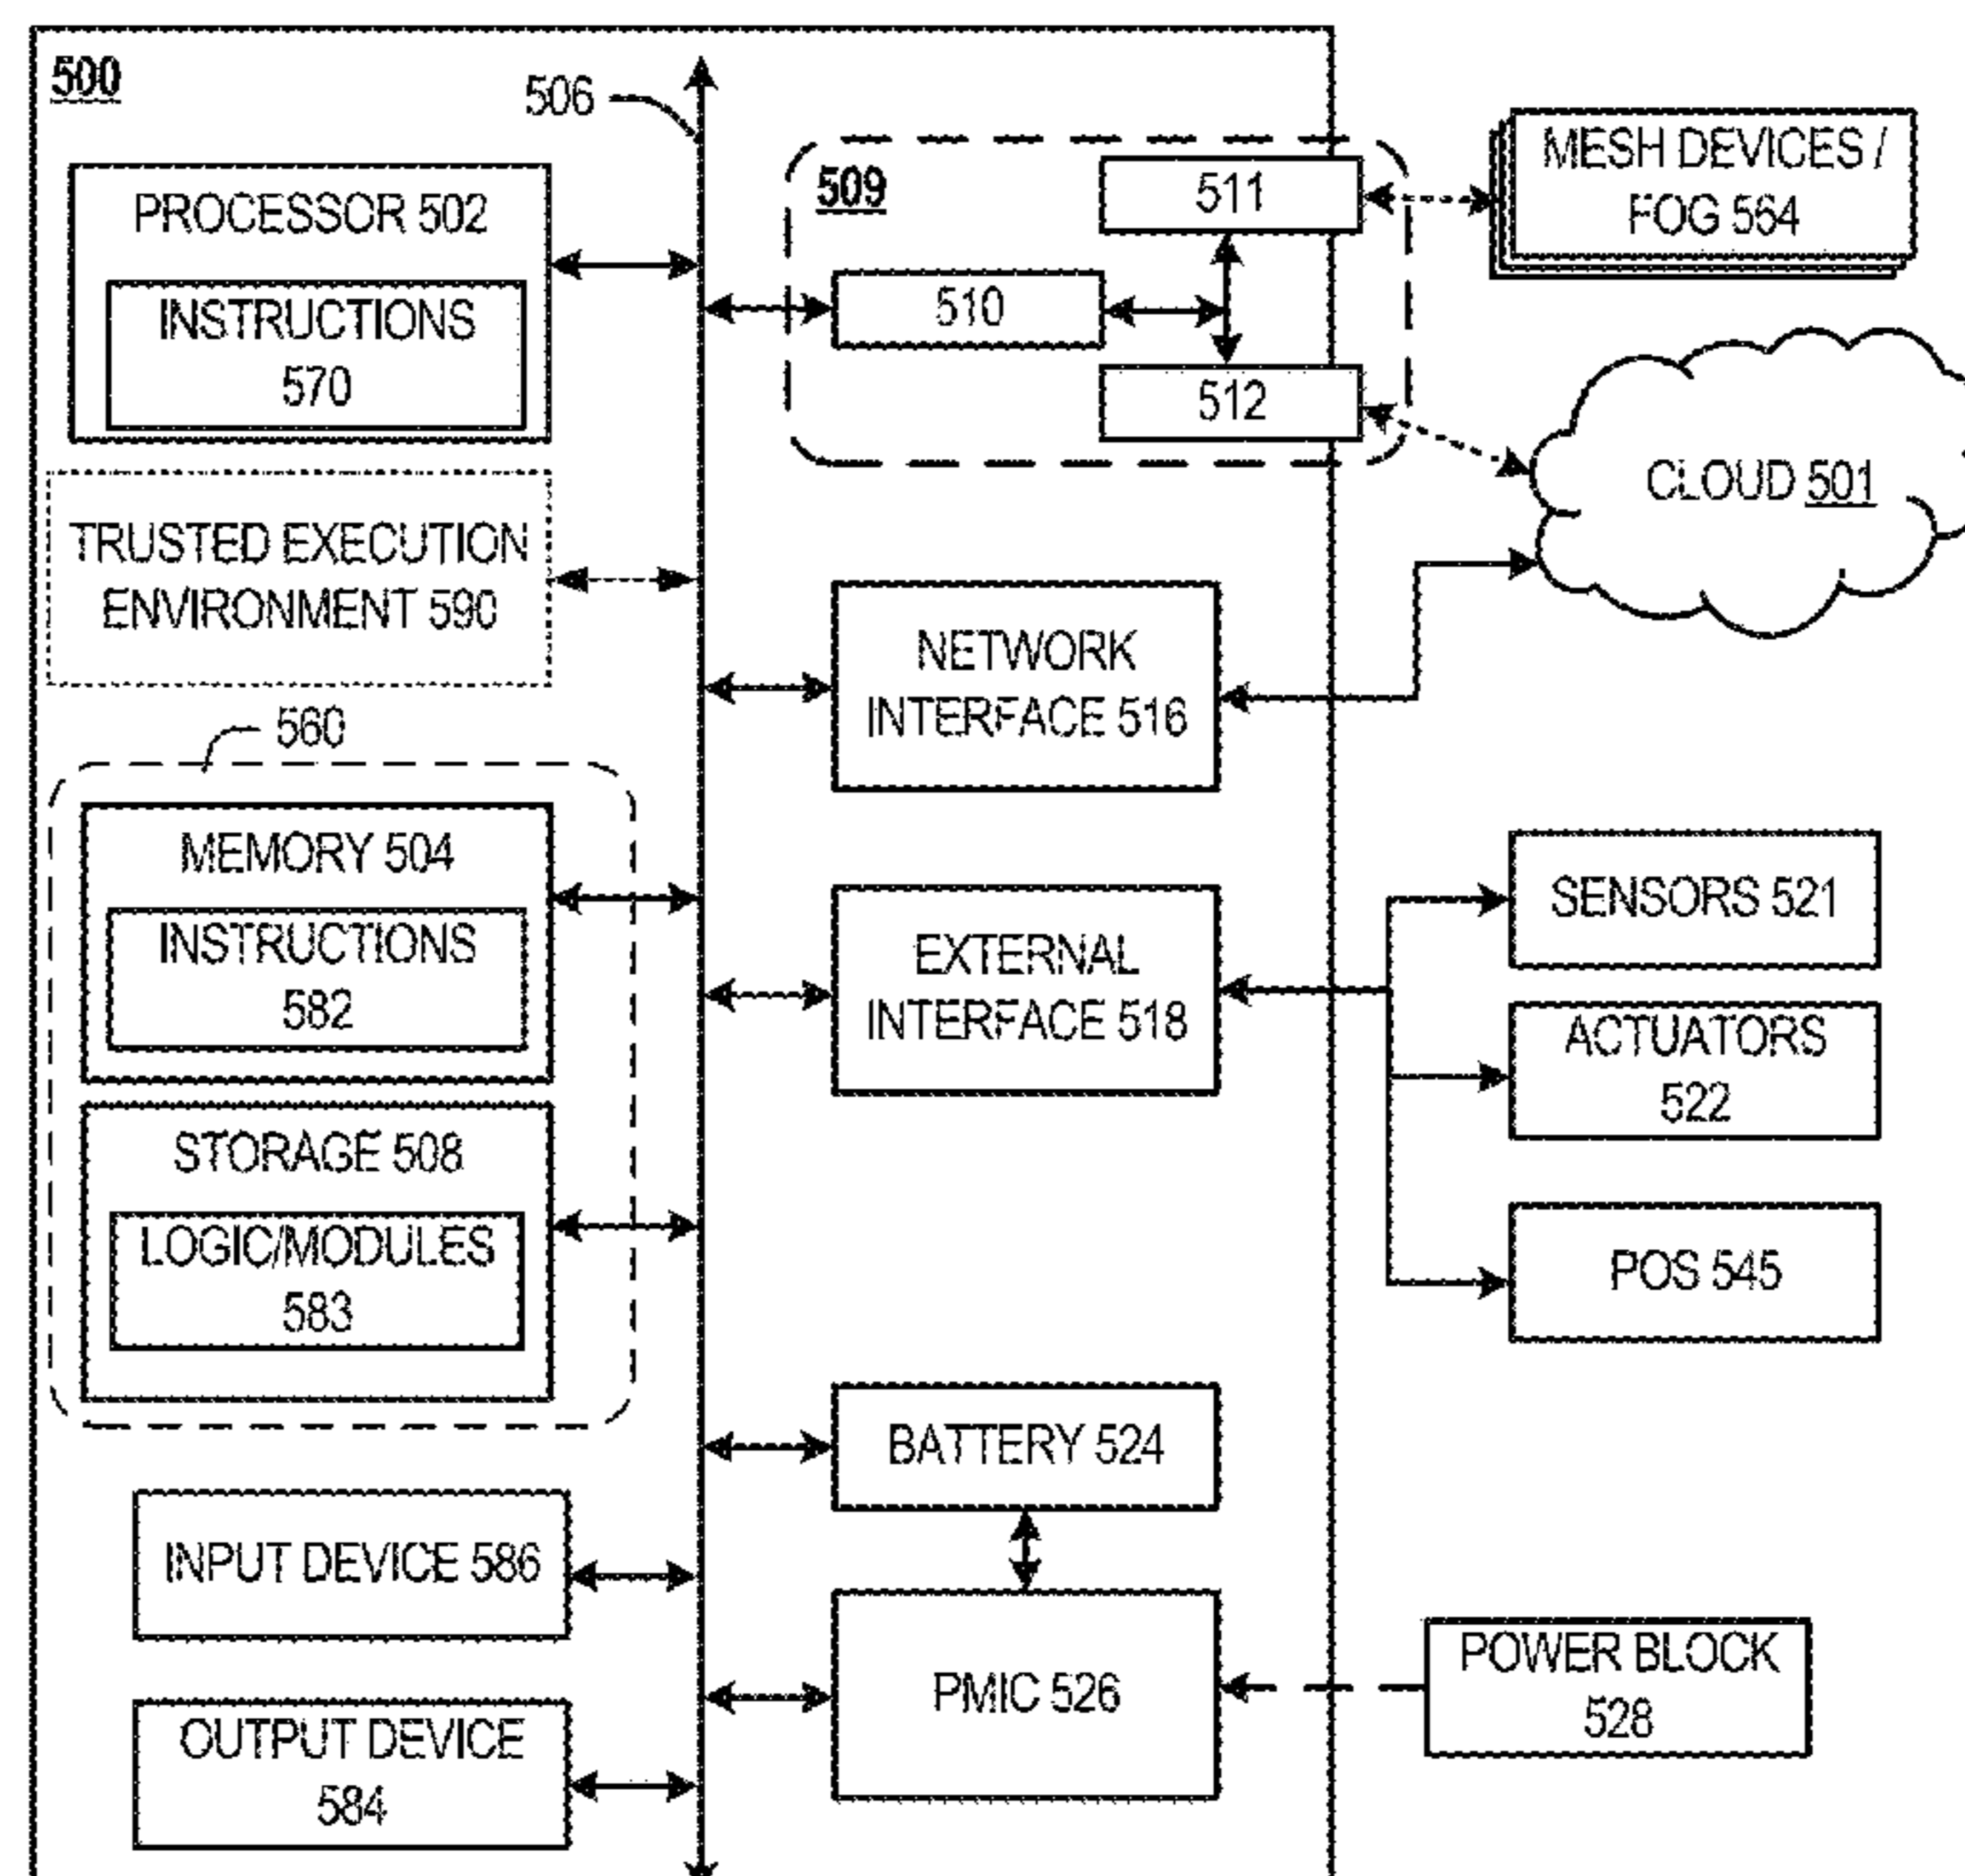 500
506
PROCESSOR 502
INSTRUCTIONS
570
509
511
510
512
MESH DEVICES /
FOG 564
CLOUD 501
TRUSTED EXECUTION
ENVIRONMENT 590
NETWORK
INTERFACE 516
560
MEMORY 504
INSTRUCTIONS
582
EXTERNAL
INTERFACE 518
SENSORS 521
ACTUATORS
522
STORAGE 508
LOGIC/MODULES
583
POS 545
BATTERY 524
INPUT DEVICE 586
PMIC 526
POWER BLOCK
528
OUTPUT DEVICE
584